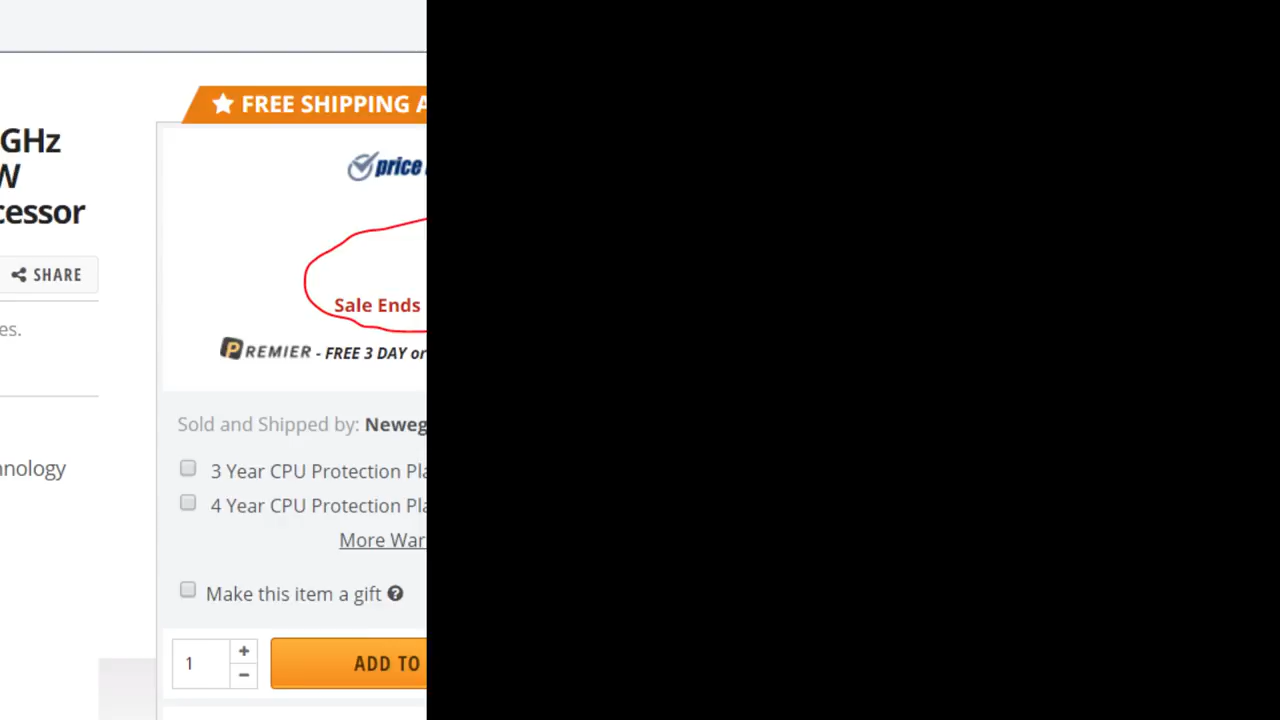 FREE SHIPPING
GHz
W
cessor
SHARE
es.
nology
price
Sale Ends
PREMIER - FREE 3 DAY or
Sold and Shipped by: Neweg
3 Year CPU Protection Pla
4 Year CPU Protection Pla
More War
Make this item a gift
1
ADD TO